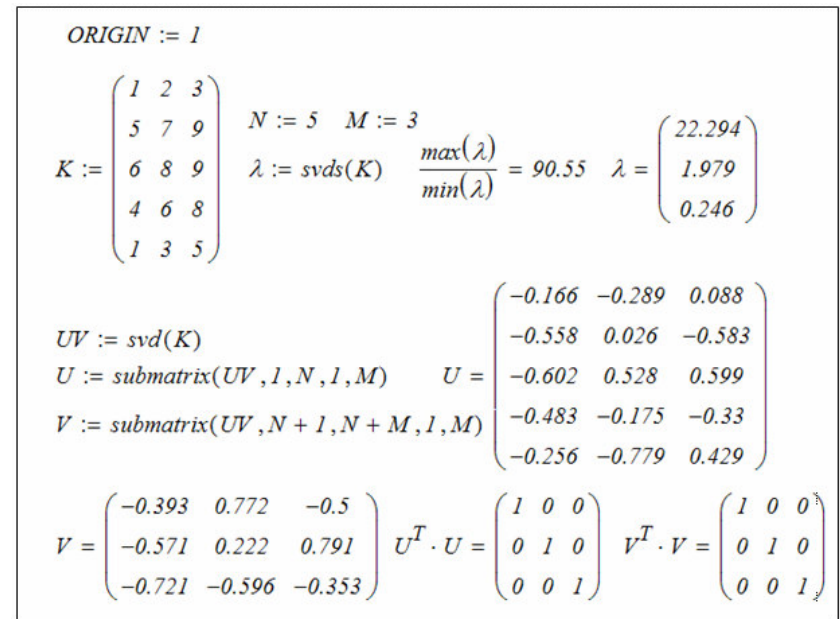 ORIGIN := 1
K := ( 1 2 3
5 7 9
6 8 9
4 6 8
1 3 5 )
N := 5 M := 3
λ := svds(K) max(λ) / min(λ) = 90.55 λ = ( 22.294
1.979
0.246 )
UV := svd(K)
U := submatrix(UV , 1 , N , 1 , M)
V := submatrix(UV , N + 1 , N + M , 1 , M)
U = ( −0.166 −0.289 0.088
−0.558 0.026 −0.583
−0.602 0.528 0.599
−0.483 −0.175 −0.33
−0.256 −0.779 0.429 )
V = ( −0.393 0.772 −0.5
−0.571 0.222 0.791
−0.721 −0.596 −0.353 )
U^T · U = ( 1 0 0
0 1 0
0 0 1 )
V^T · V = ( 1 0 0
0 1 0
0 0 1 )